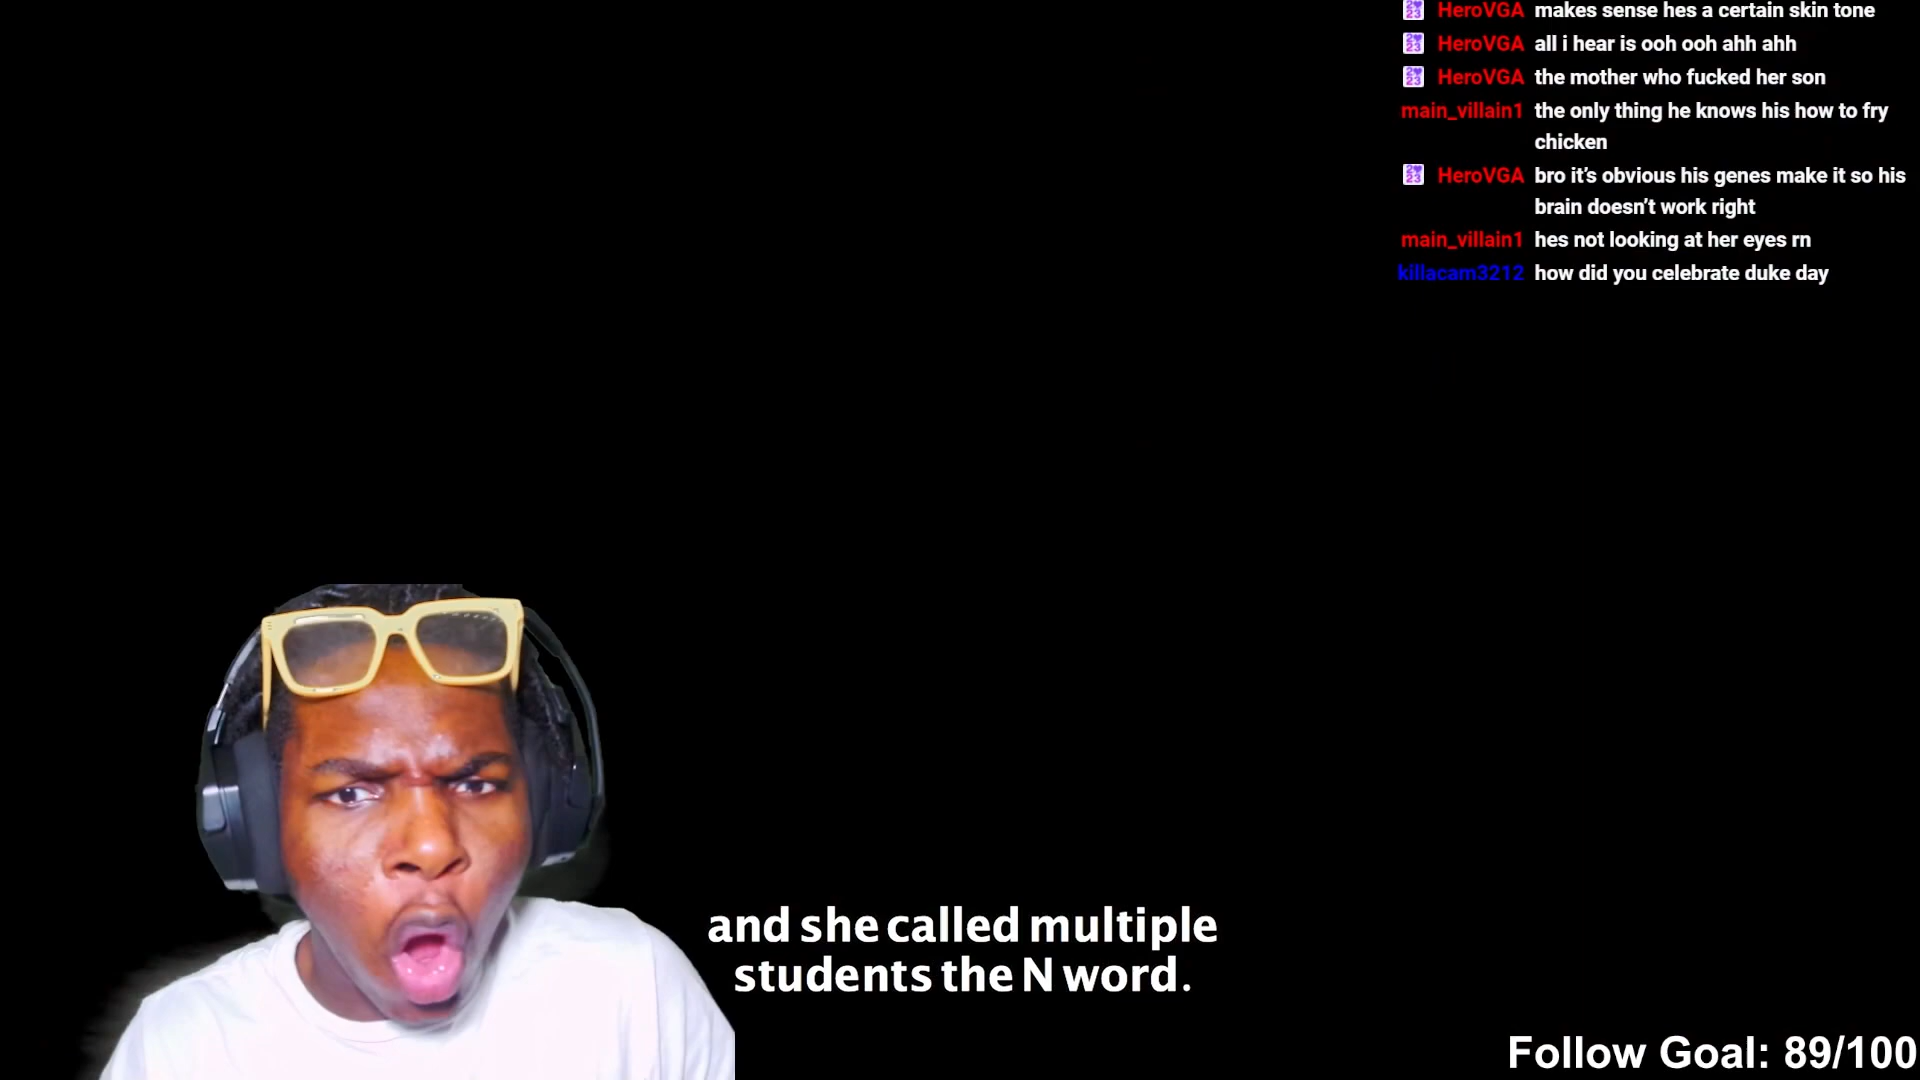 HeroVGA makes sense hes a certain skin tone
HeroVGA all i hear is ooh ooh ahh ahh
HeroVGA the mother who fucked her son
main_villain1 the only thing he knows his how to fry
chicken
HeroVGA bro it’s obvious his genes make it so his
brain doesn’t work right
main_villain1 hes not looking at her eyes rn
killacam3212 how did you celebrate duke day
and she called multiple
students the N word.
Follow Goal: 89/100